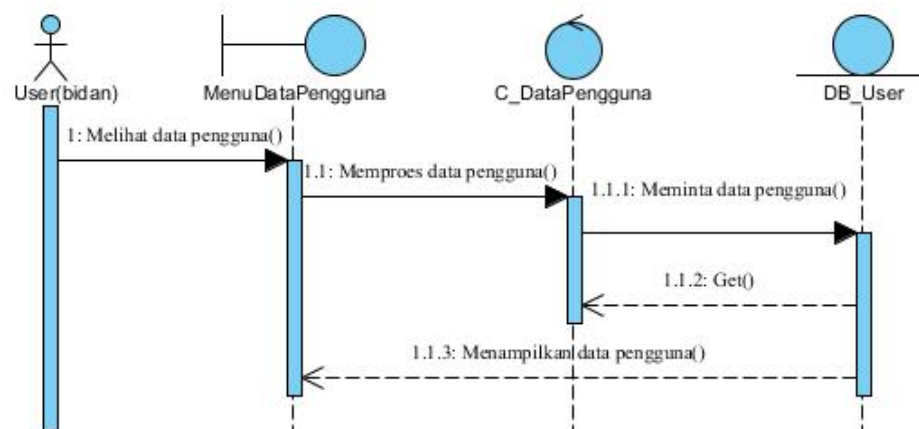 User(bidan)
MenuDataPengguna
C_DataPengguna
DB_User
1: Melihat data pengguna()
1.1: Memproes data pengguna()
1.1.1: Meminta data pengguna()
1.1.2: Get()
1.1.3: Menampilkan data pengguna()